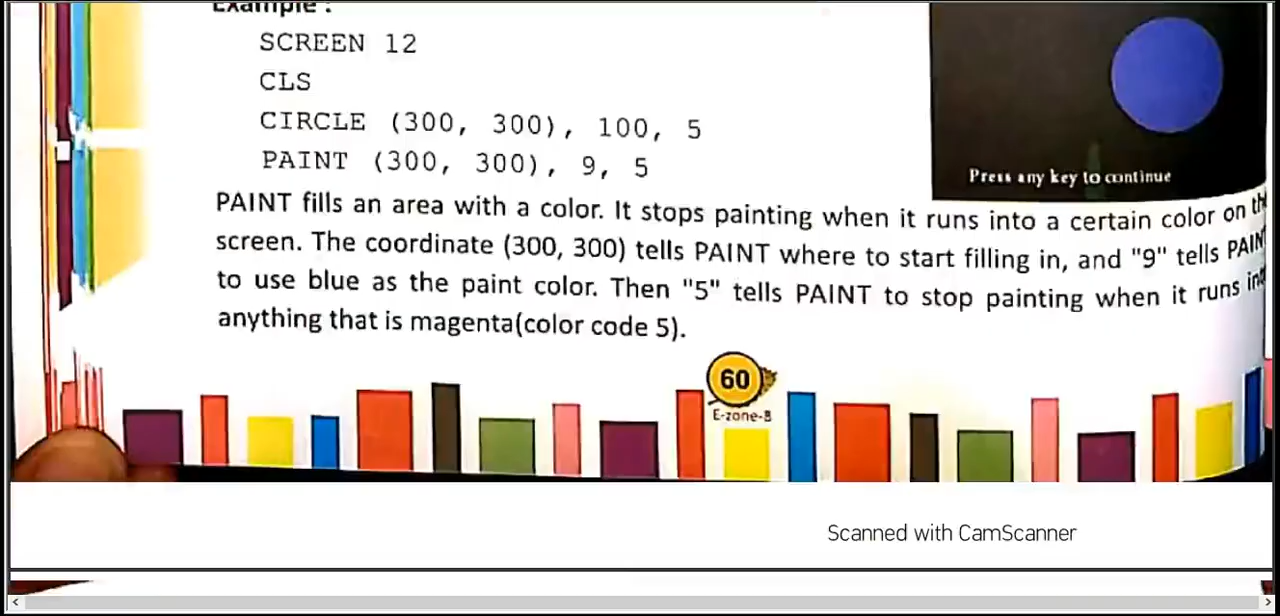 Example :
SCREEN 12
CLS
CIRCLE (300, 300), 100, 5
PAINT (300, 300), 9, 5
Press any key to continue
PAINT fills an area with a color. It stops painting when it runs into a certain color on the
screen. The coordinate (300, 300) tells PAINT where to start filling in, and "9" tells PAINT
to use blue as the paint color. Then "5" tells PAINT to stop painting when it runs into
anything that is magenta(color code 5).
60
E-zone-8
Scanned with CamScanner